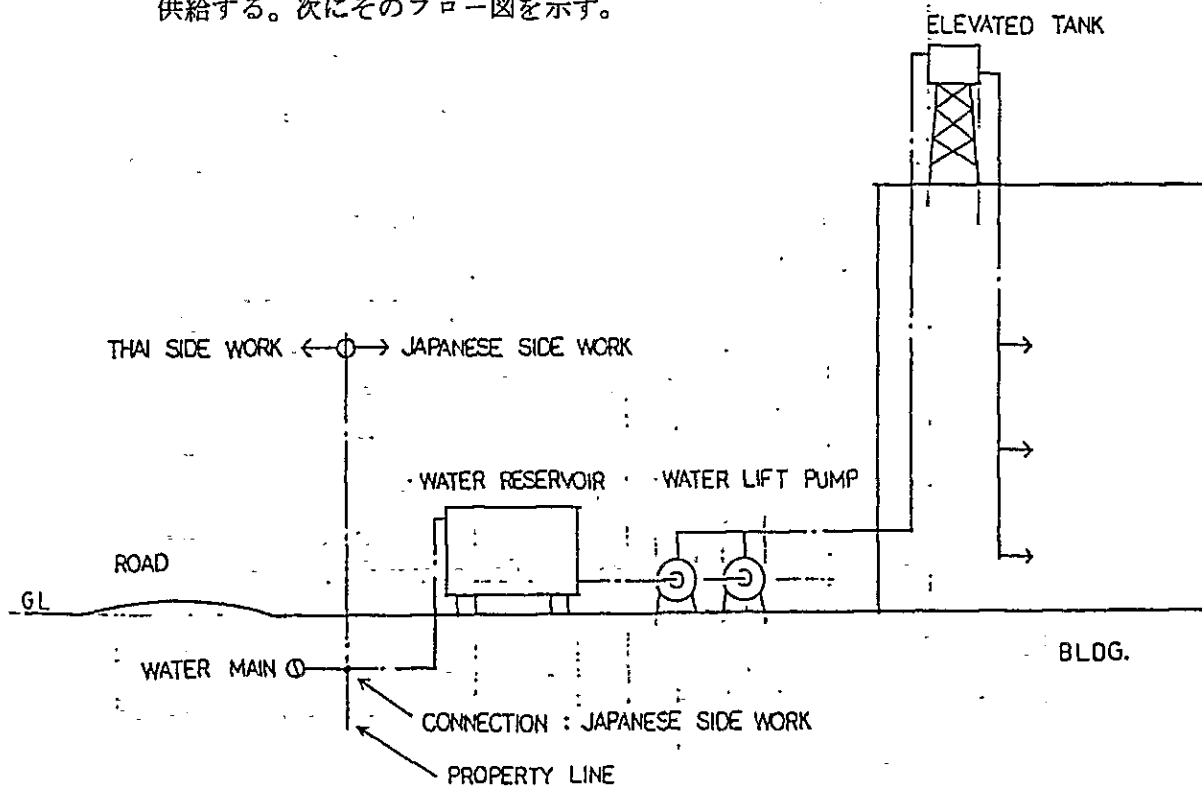 供給する。次にそのフロー図を示す。
ELEVATED TANK
THAI SIDE WORK
JAPANESE SIDE WORK
WATER RESERVOIR
WATER LIFT PUMP
ROAD
GL
WATER MAIN
BLDG.
CONNECTION : JAPANESE SIDE WORK
PROPERTY LINE